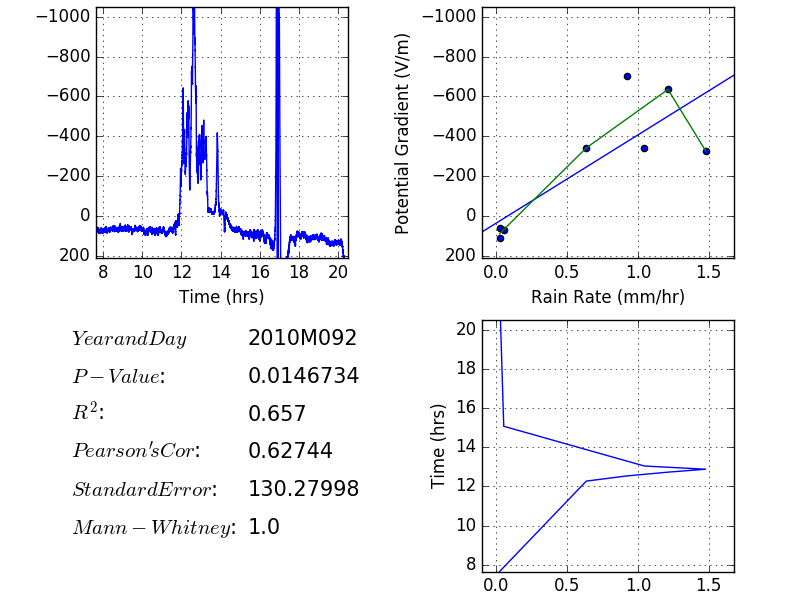 −1000
−800
−600
−400
−200
0
200
8 10 12 14 16 18 20
Time (hrs)
Potential Gradient (V/m)
−1000
−800
−600
−400
−200
0
200
0.0 0.5 1.0 1.5
Rain Rate (mm/hr)
YearandDay 2010M092
P − Value: 0.0146734
R²: 0.657
Pearson'sCor: 0.62744
StandardError: 130.27998
Mann − Whitney: 1.0
Time (hrs)
20
18
16
14
12
10
8
0.0 0.5 1.0 1.5